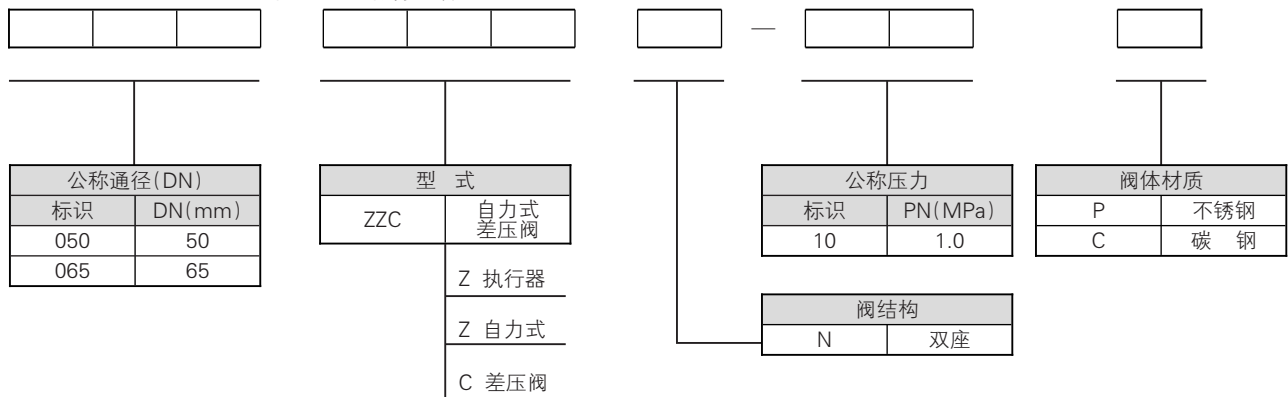 —
公称通径(DN)
标识 DN(mm)
050 50
065 65
型 式
ZZC 自力式
差压阀
Z 执行器
Z 自力式
C 差压阀
公称压力
标识 PN(MPa)
10 1.0
阀结构
N 双座
阀体材质
P 不锈钢
C 碳 钢